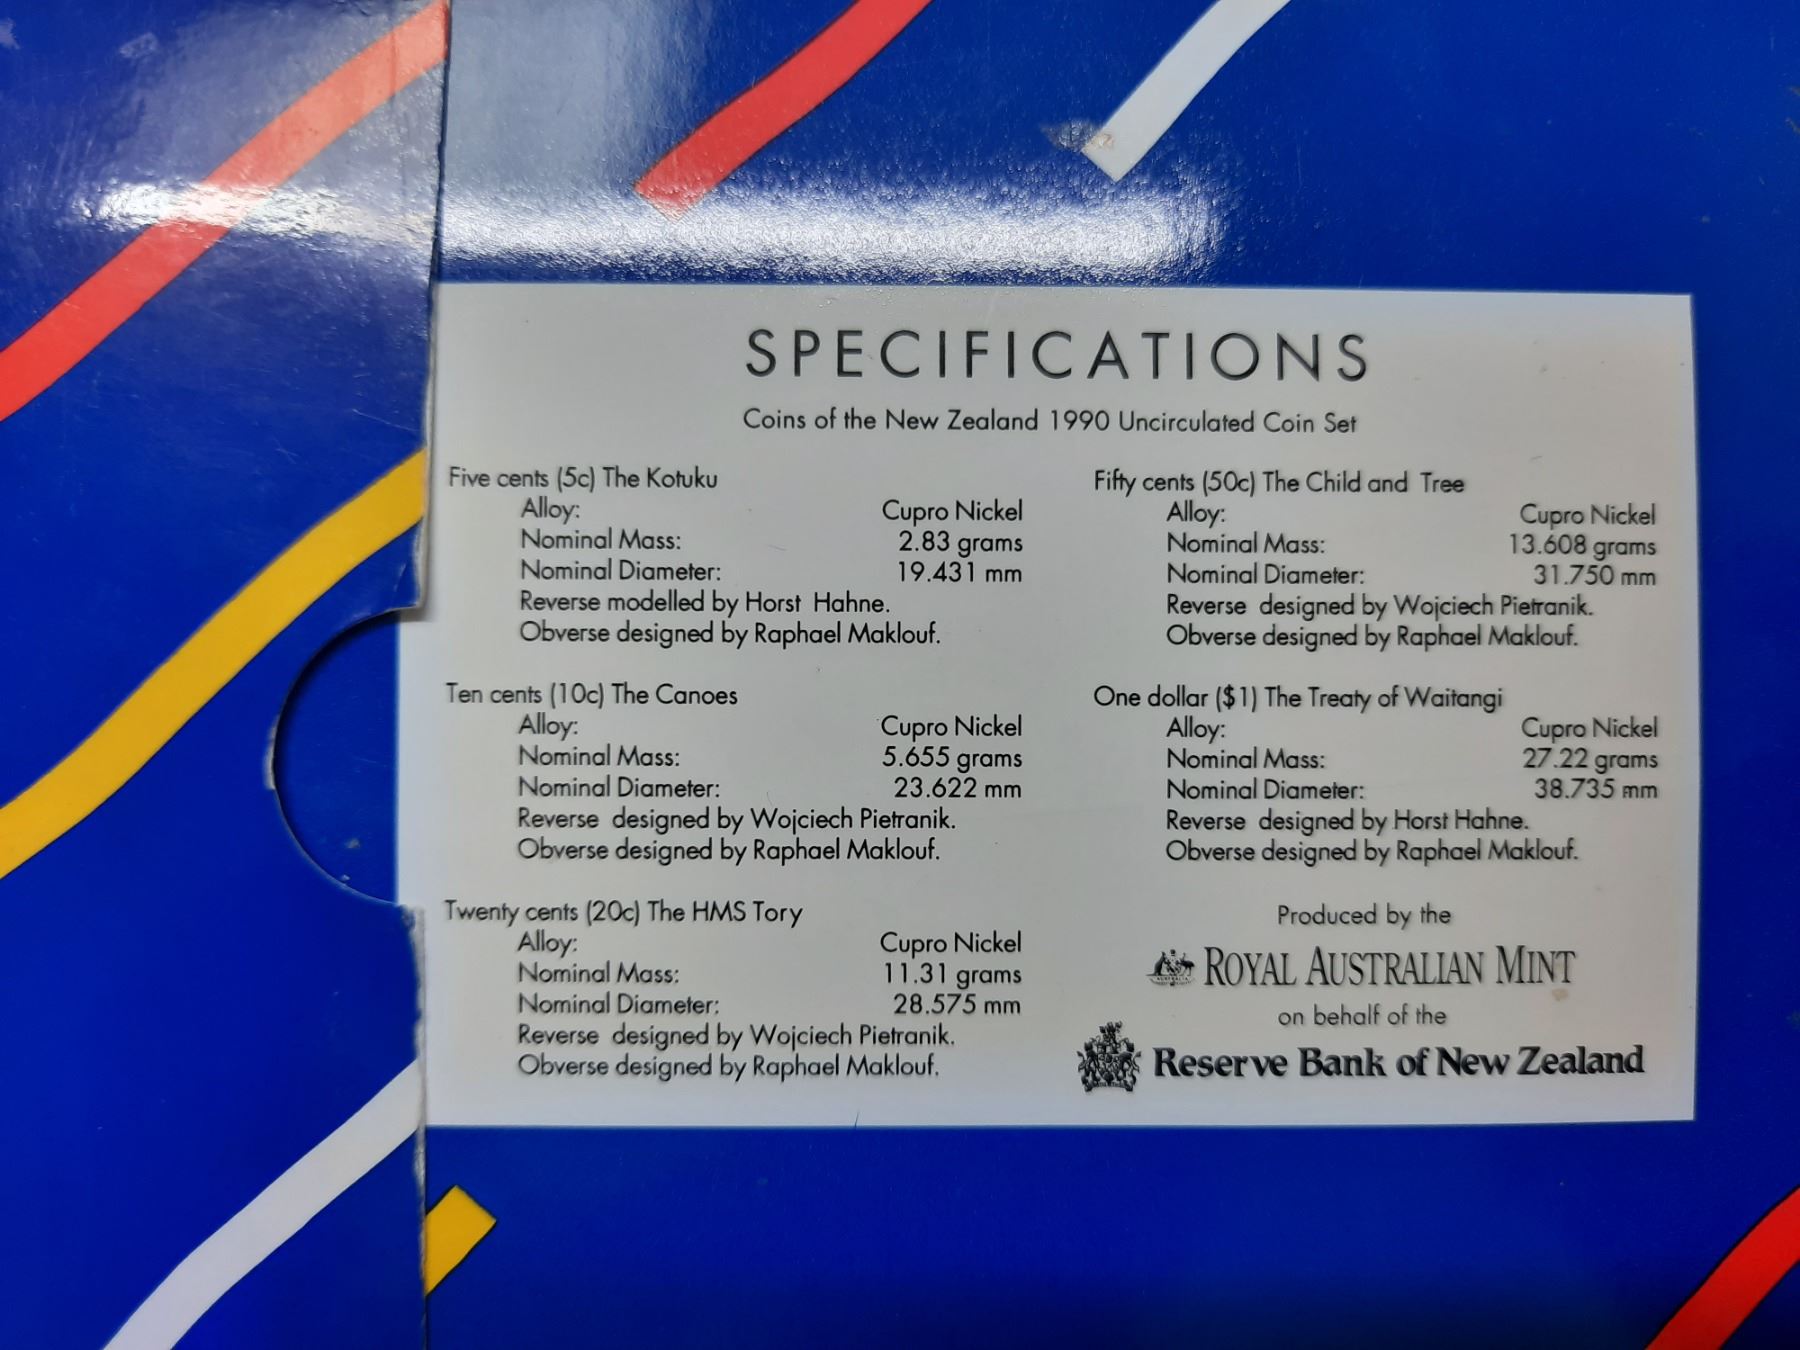 SPECIFICATIONS
Coins of the New Zealand 1990 Uncirculated Coin Set
Five cents (5c) The Kotuku
Alloy: Cupro Nickel
Nominal Mass: 2.83 grams
Nominal Diameter: 19.431 mm
Reverse modelled by Horst Hahne.
Obverse designed by Raphael Maklouf.
Ten cents (10c) The Canoes
Alloy: Cupro Nickel
Nominal Mass: 5.655 grams
Nominal Diameter: 23.622 mm
Reverse designed by Wojciech Pietranik.
Obverse designed by Raphael Maklouf.
Twenty cents (20c) The HMS Tory
Alloy: Cupro Nickel
Nominal Mass: 11.31 grams
Nominal Diameter: 28.575 mm
Reverse designed by Wojciech Pietranik.
Obverse designed by Raphael Maklouf.
Fifty cents (50c) The Child and Tree
Alloy: Cupro Nickel
Nominal Mass: 13.608 grams
Nominal Diameter: 31.750 mm
Reverse designed by Wojciech Pietranik.
Obverse designed by Raphael Maklouf.
One dollar ($1) The Treaty of Waitangi
Alloy: Cupro Nickel
Nominal Mass: 27.22 grams
Nominal Diameter: 38.735 mm
Reverse designed by Horst Hahne.
Obverse designed by Raphael Maklouf.
Produced by the
ROYAL AUSTRALIAN MINT
on behalf of the
Reserve Bank of New Zealand